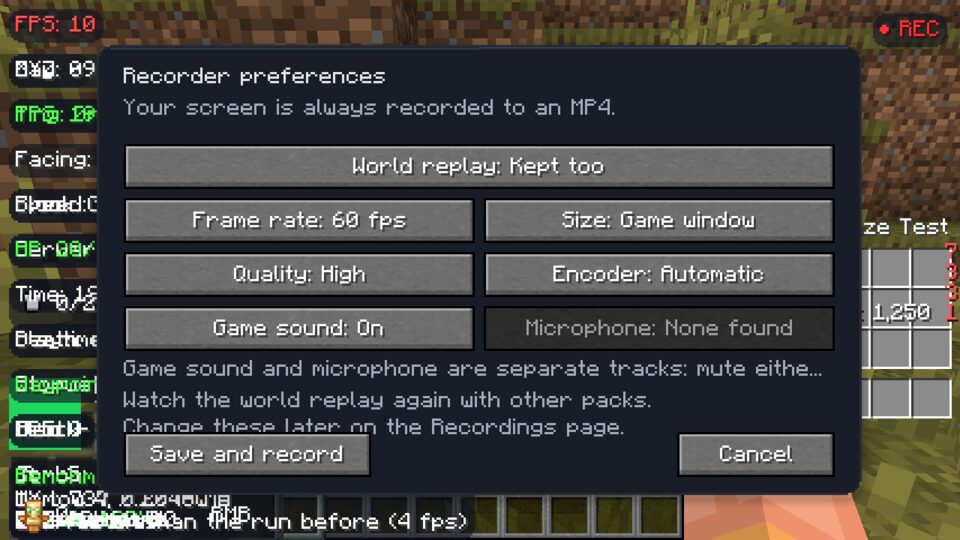 FPS: 10
REC
Recorder preferences
Your screen is always recorded to an MP4.
Facing:
World replay: Kept too
Frame rate: 60 fps
Size: Game window
ze Test
Quality: High
Encoder: Automatic
Time:
1,250
Game sound: On
Microphone: None found
Game sound and microphone are separate tracks: mute eithe...
Watch the world replay again with other packs.
Change these later on the Recordings page.
Save and record
Cancel
the run before (4 fps)